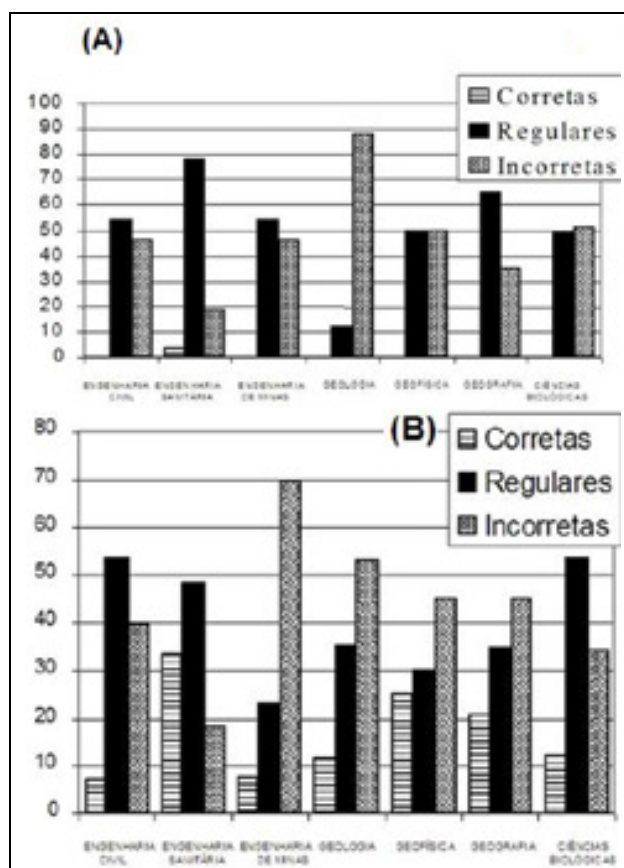 (A)
Corretas
Regulares
Incorretas
100
90
80
70
60
50
40
30
20
10
0
ENGENHARIA CIVIL
ENGENHARIA SANITÁRIA
ENGENHARIA DE MINAS
GEOLOGIA
GEOFÍSICA
GEOGRAFIA
CIÊNCIAS BIOLÓGICAS
(B)
Corretas
Regulares
Incorretas
80
70
60
50
40
30
20
10
0
ENGENHARIA CIVIL
ENGENHARIA SANITÁRIA
ENGENHARIA DE MINAS
GEOLOGIA
GEOFÍSICA
GEOGRAFIA
CIÊNCIAS BIOLÓGICAS